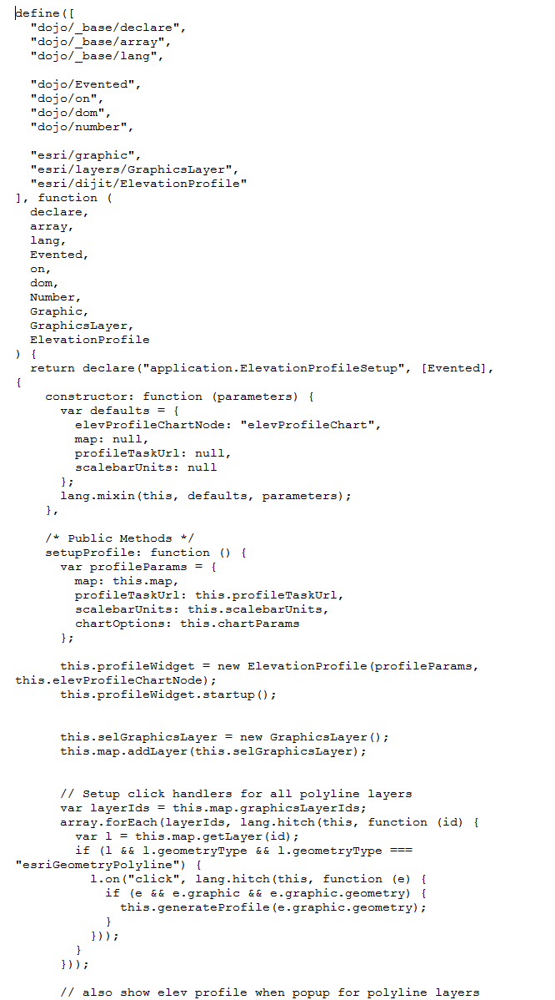 define([
  "dojo/_base/declare",
  "dojo/_base/array",
  "dojo/_base/lang",

  "dojo/Evented",
  "dojo/on",
  "dojo/dom",
  "dojo/number",

  "esri/graphic",
  "esri/layers/GraphicsLayer",
  "esri/dijit/ElevationProfile"
], function (
  declare,
  array,
  lang,
  Evented,
  on,
  dom,
  Number,
  Graphic,
  GraphicsLayer,
  ElevationProfile
) {
  return declare("application.ElevationProfileSetup", [Evented],
{
    constructor: function (parameters) {
      var defaults = {
        elevProfileChartNode: "elevProfileChart",
        map: null,
        profileTaskUrl: null,
        scalebarUnits: null
      };
      lang.mixin(this, defaults, parameters);
    },

    /* Public Methods */
    setupProfile: function () {
      var profileParams = {
        map: this.map,
        profileTaskUrl: this.profileTaskUrl,
        scalebarUnits: this.scalebarUnits,
        chartOptions: this.chartParams
      };

      this.profileWidget = new ElevationProfile(profileParams,
this.elevProfileChartNode);
      this.profileWidget.startup();


      this.selGraphicsLayer = new GraphicsLayer();
      this.map.addLayer(this.selGraphicsLayer);


      // Setup click handlers for all polyline layers
      var layerIds = this.map.graphicsLayerIds;
      array.forEach(layerIds, lang.hitch(this, function (id) {
        var l = this.map.getLayer(id);
        if (l && l.geometryType && l.geometryType ===
"esriGeometryPolyline") {
          l.on("click", lang.hitch(this, function (e) {
            if (e && e.graphic && e.graphic.geometry) {
              this.generateProfile(e.graphic.geometry);
            }
          }));
        }
      }));

      // also show elev profile when popup for polyline layers